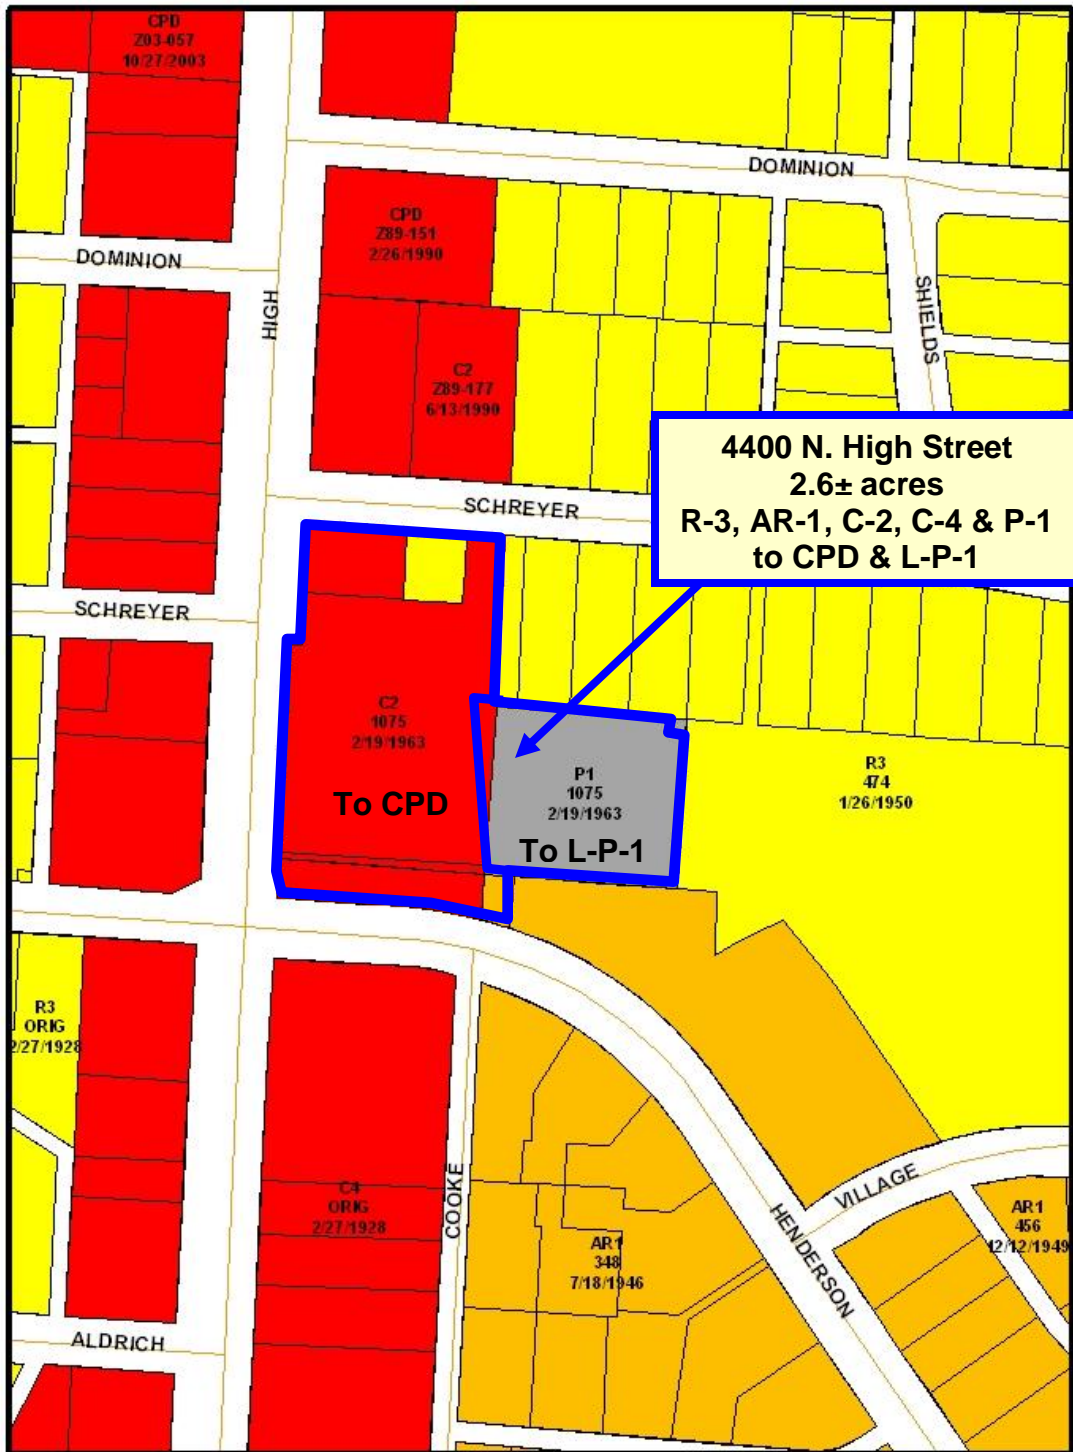 CPD
Z03-057
10/27/2003
DOMINION
CPD
Z89-151
2/26/1990
DOMINION
HIGH
SHIELDS
C2
Z89-177
6/13/1990
4400 N. High Street
2.6± acres
R-3, AR-1, C-2, C-4 & P-1
to CPD & L-P-1
SCHREYER
SCHREYER
C2
1075
2/19/1963
To CPD
P1
1075
2/19/1963
To L-P-1
R3
474
1/26/1950
R3
ORIG
2/27/1928
C4
ORIG
2/27/1928
COOKE
AR1
348
7/18/1946
HENDERSON
VILLAGE
AR1
456
12/12/1949
ALDRICH